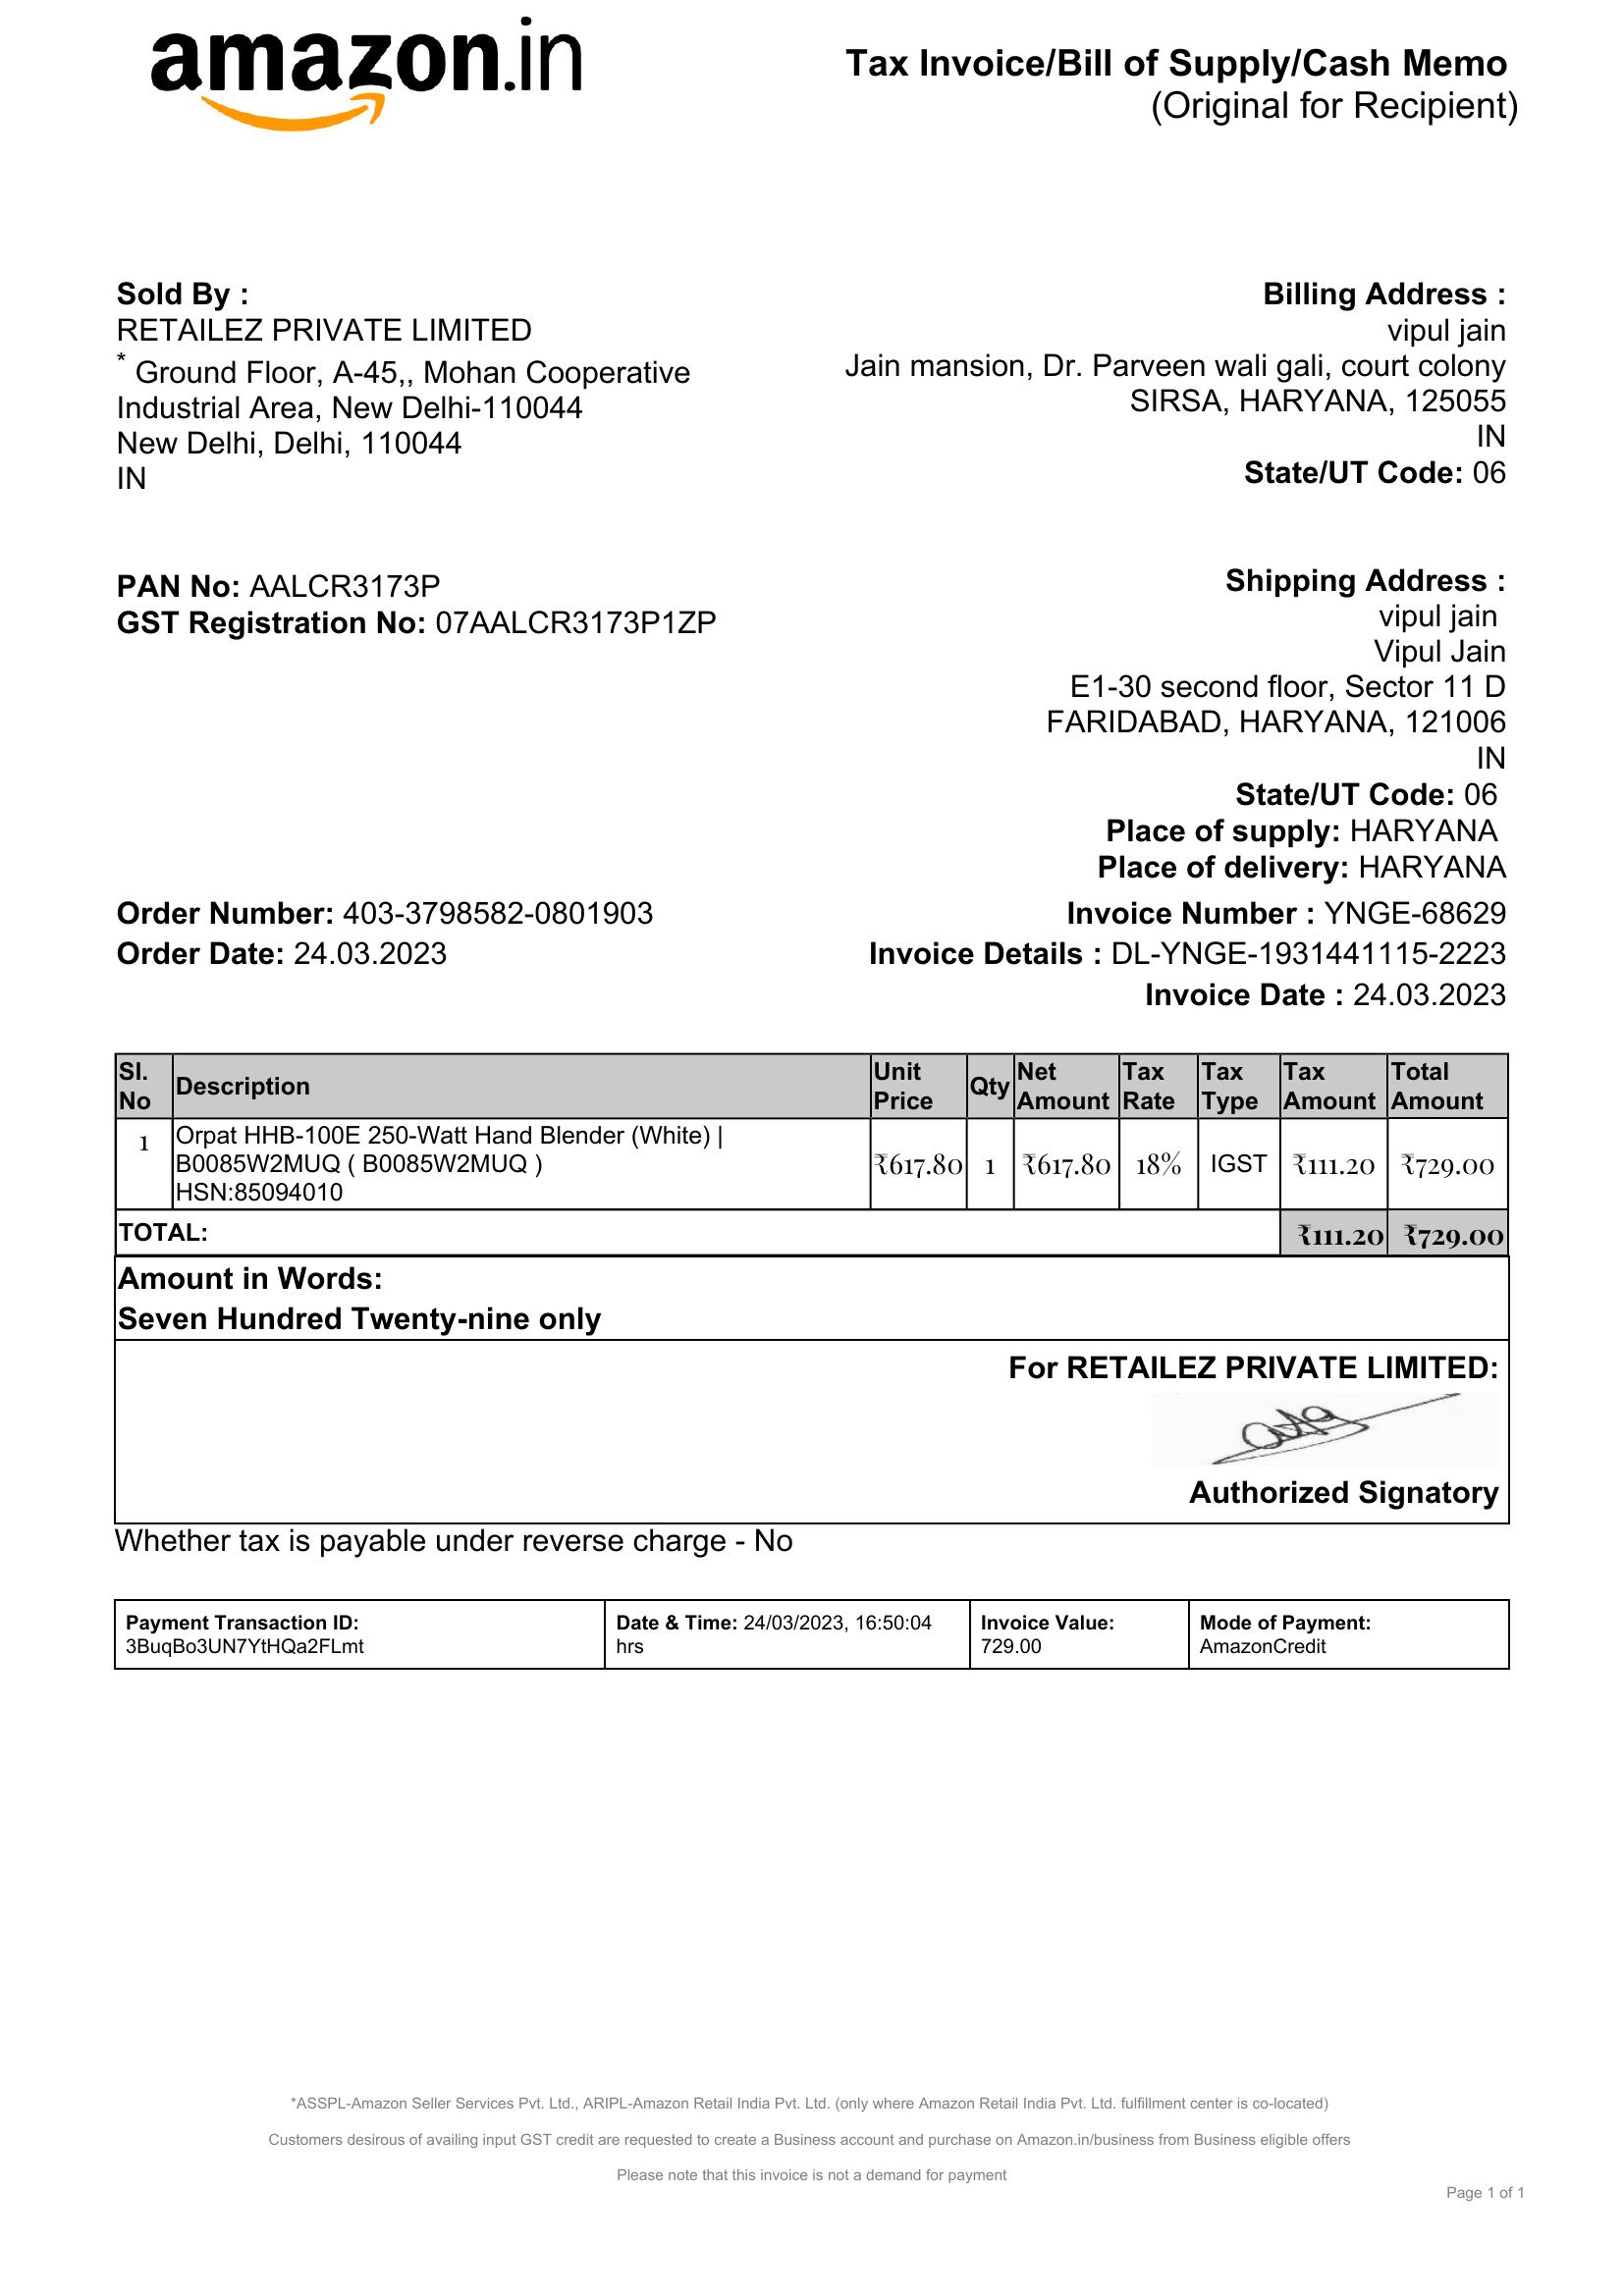 amazon.in
Tax Invoice/Bill of Supply/Cash Memo
(Original for Recipient)
Sold By :
RETAILEZ PRIVATE LIMITED
* Ground Floor, A-45,, Mohan Cooperative
Industrial Area, New Delhi-110044
New Delhi, Delhi, 110044
IN
Billing Address :
vipul jain
Jain mansion, Dr. Parveen wali gali, court colony
SIRSA, HARYANA, 125055
IN
State/UT Code: 06
PAN No: AALCR3173P
GST Registration No: 07AALCR3173P1ZP
Shipping Address :
vipul jain
Vipul Jain
E1-30 second floor, Sector 11 D
FARIDABAD, HARYANA, 121006
IN
State/UT Code: 06
Place of supply: HARYANA
Place of delivery: HARYANA
Order Number: 403-3798582-0801903
Order Date: 24.03.2023
Invoice Number : YNGE-68629
Invoice Details : DL-YNGE-1931441115-2223
Invoice Date : 24.03.2023
Sl. No Description Unit Price Qty Net Amount Tax Rate Tax Type Tax Amount Total Amount
1 Orpat HHB-100E 250-Watt Hand Blender (White) |
B0085W2MUQ ( B0085W2MUQ ) ₹617.80 1 ₹617.80 18% IGST ₹111.20 ₹729.00
HSN:85094010
TOTAL: ₹111.20 ₹729.00
Amount in Words:
Seven Hundred Twenty-nine only
For RETAILEZ PRIVATE LIMITED:
Authorized Signatory
Whether tax is payable under reverse charge - No
Payment Transaction ID:
3BuqBo3UN7YtHQa2FLmt
Date & Time: 24/03/2023, 16:50:04
hrs
Invoice Value:
729.00
Mode of Payment:
AmazonCredit
*ASSPL-Amazon Seller Services Pvt. Ltd., ARIPL-Amazon Retail India Pvt. Ltd. (only where Amazon Retail India Pvt. Ltd. fulfillment center is co-located)
Customers desirous of availing input GST credit are requested to create a Business account and purchase on Amazon.in/business from Business eligible offers
Please note that this invoice is not a demand for payment
Page 1 of 1